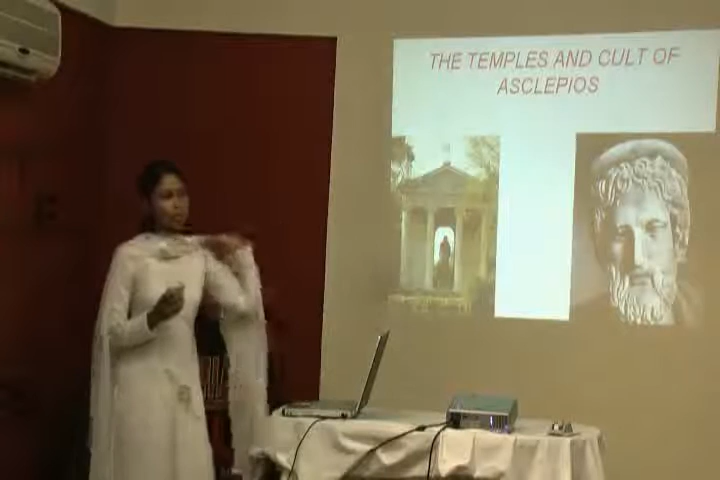 THE TEMPLES AND CULT OF
ASCLEPIOS